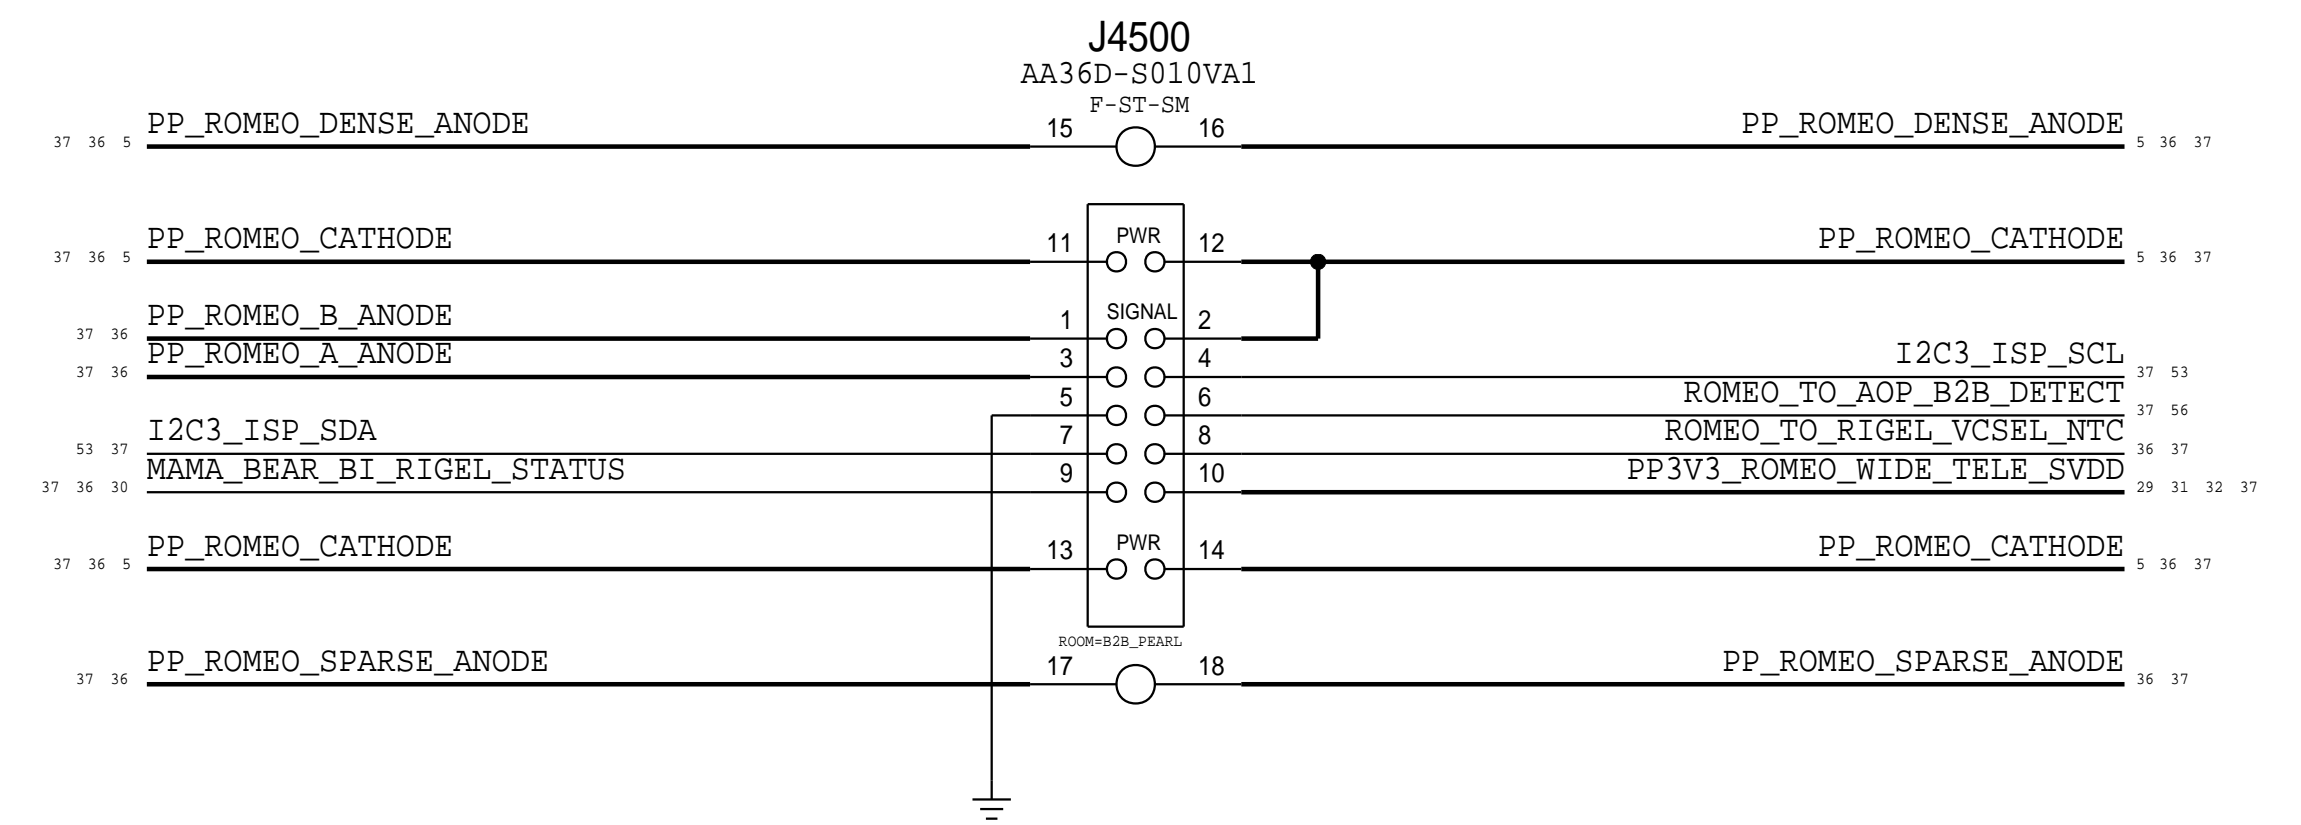 J4500
AA36D-S010VA1
F-ST-SM
37 36 5 PP_ROMEO_DENSE_ANODE 15 16 PP_ROMEO_DENSE_ANODE 5 36 37
37 36 5 PP_ROMEO_CATHODE 11 PWR 12 PP_ROMEO_CATHODE 5 36 37
37 36 PP_ROMEO_B_ANODE 1 SIGNAL 2
37 36 PP_ROMEO_A_ANODE 3 4 I2C3_ISP_SCL 37 53
5 6 ROMEO_TO_AOP_B2B_DETECT 37 56
53 37 I2C3_ISP_SDA 7 8 ROMEO_TO_RIGEL_VCSEL_NTC 36 37
37 36 30 MAMA_BEAR_BI_RIGEL_STATUS 9 10 PP3V3_ROMEO_WIDE_TELE_SVDD 29 31 32 37
37 36 5 PP_ROMEO_CATHODE 13 PWR 14 PP_ROMEO_CATHODE 5 36 37
ROOM=B2B_PEARL
37 36 PP_ROMEO_SPARSE_ANODE 17 18 PP_ROMEO_SPARSE_ANODE 36 37